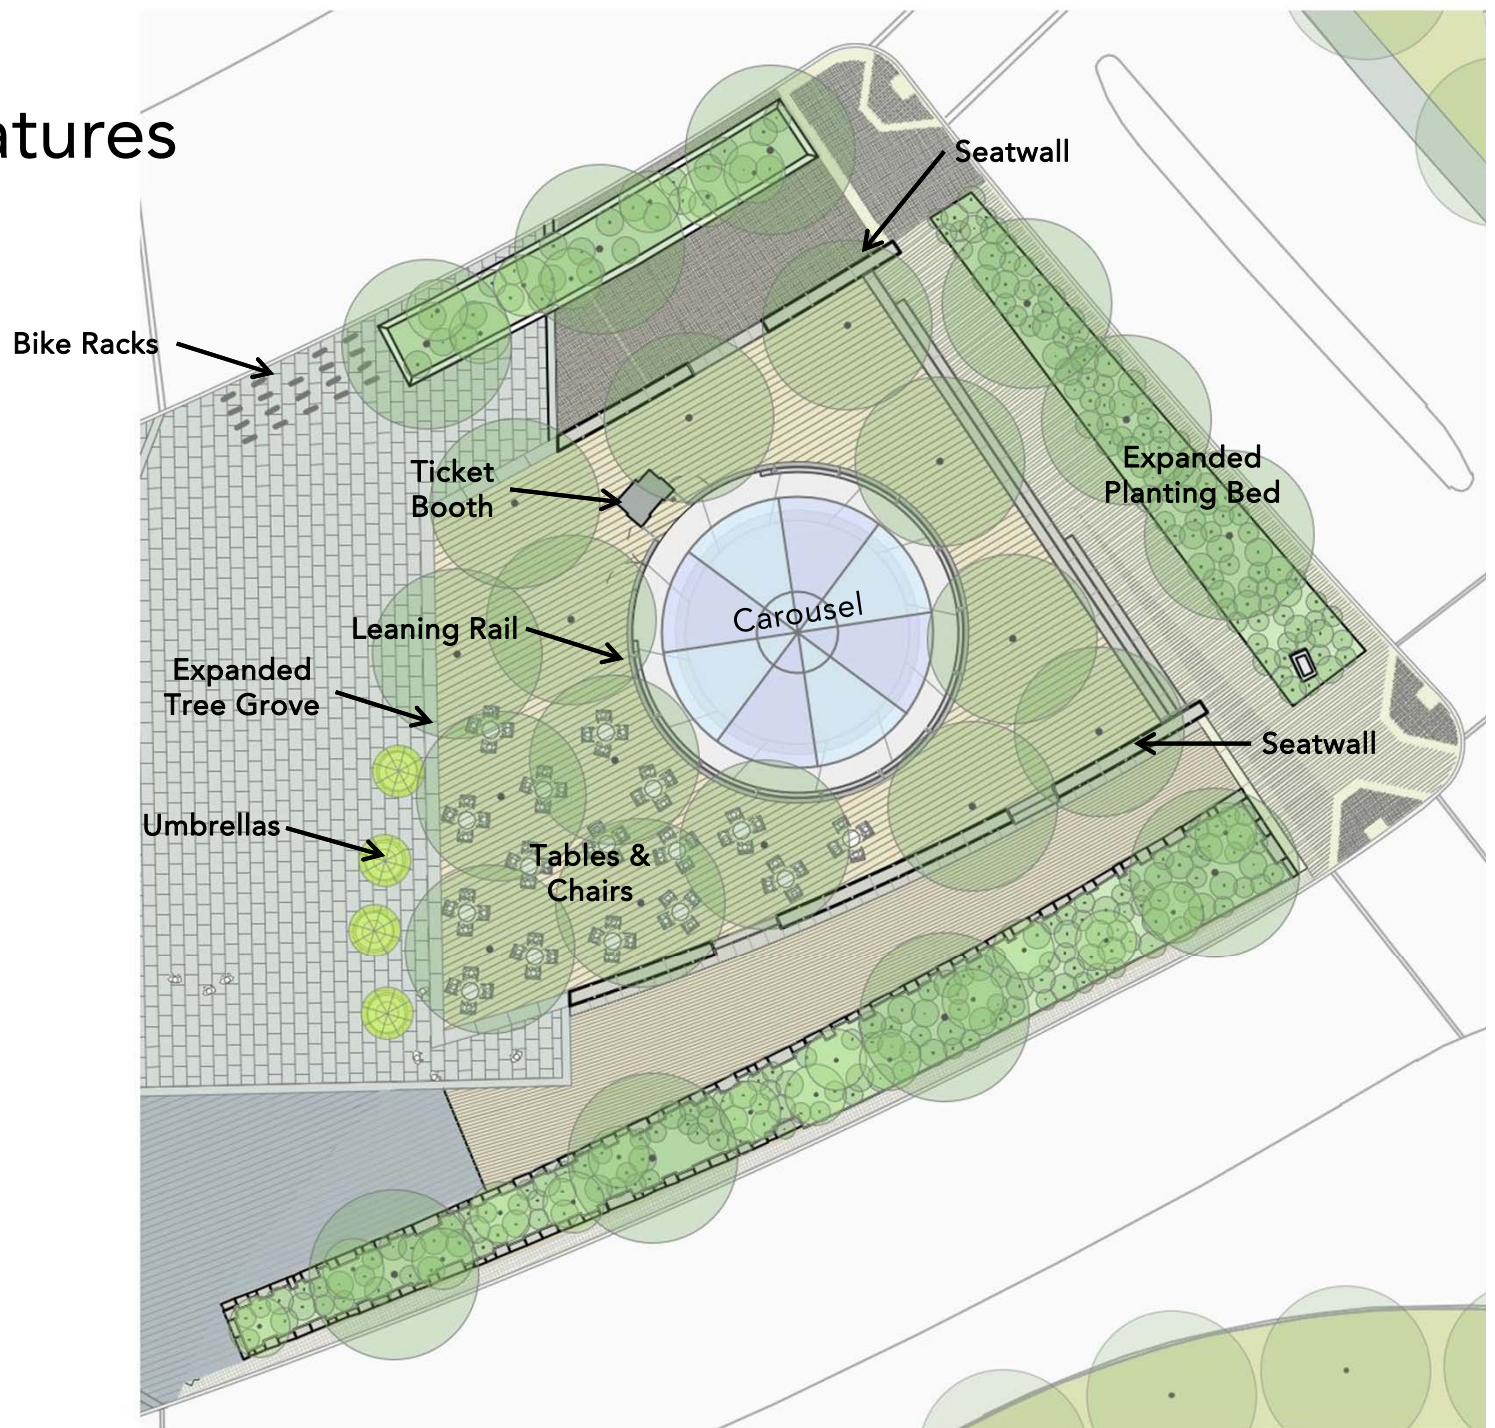 atures
Seatwall
Bike Racks
Expanded
Planting Bed
Ticket
Booth
Carousel
Leaning Rail
Expanded
Tree Grove
Seatwall
Umbrellas
Tables &
Chairs